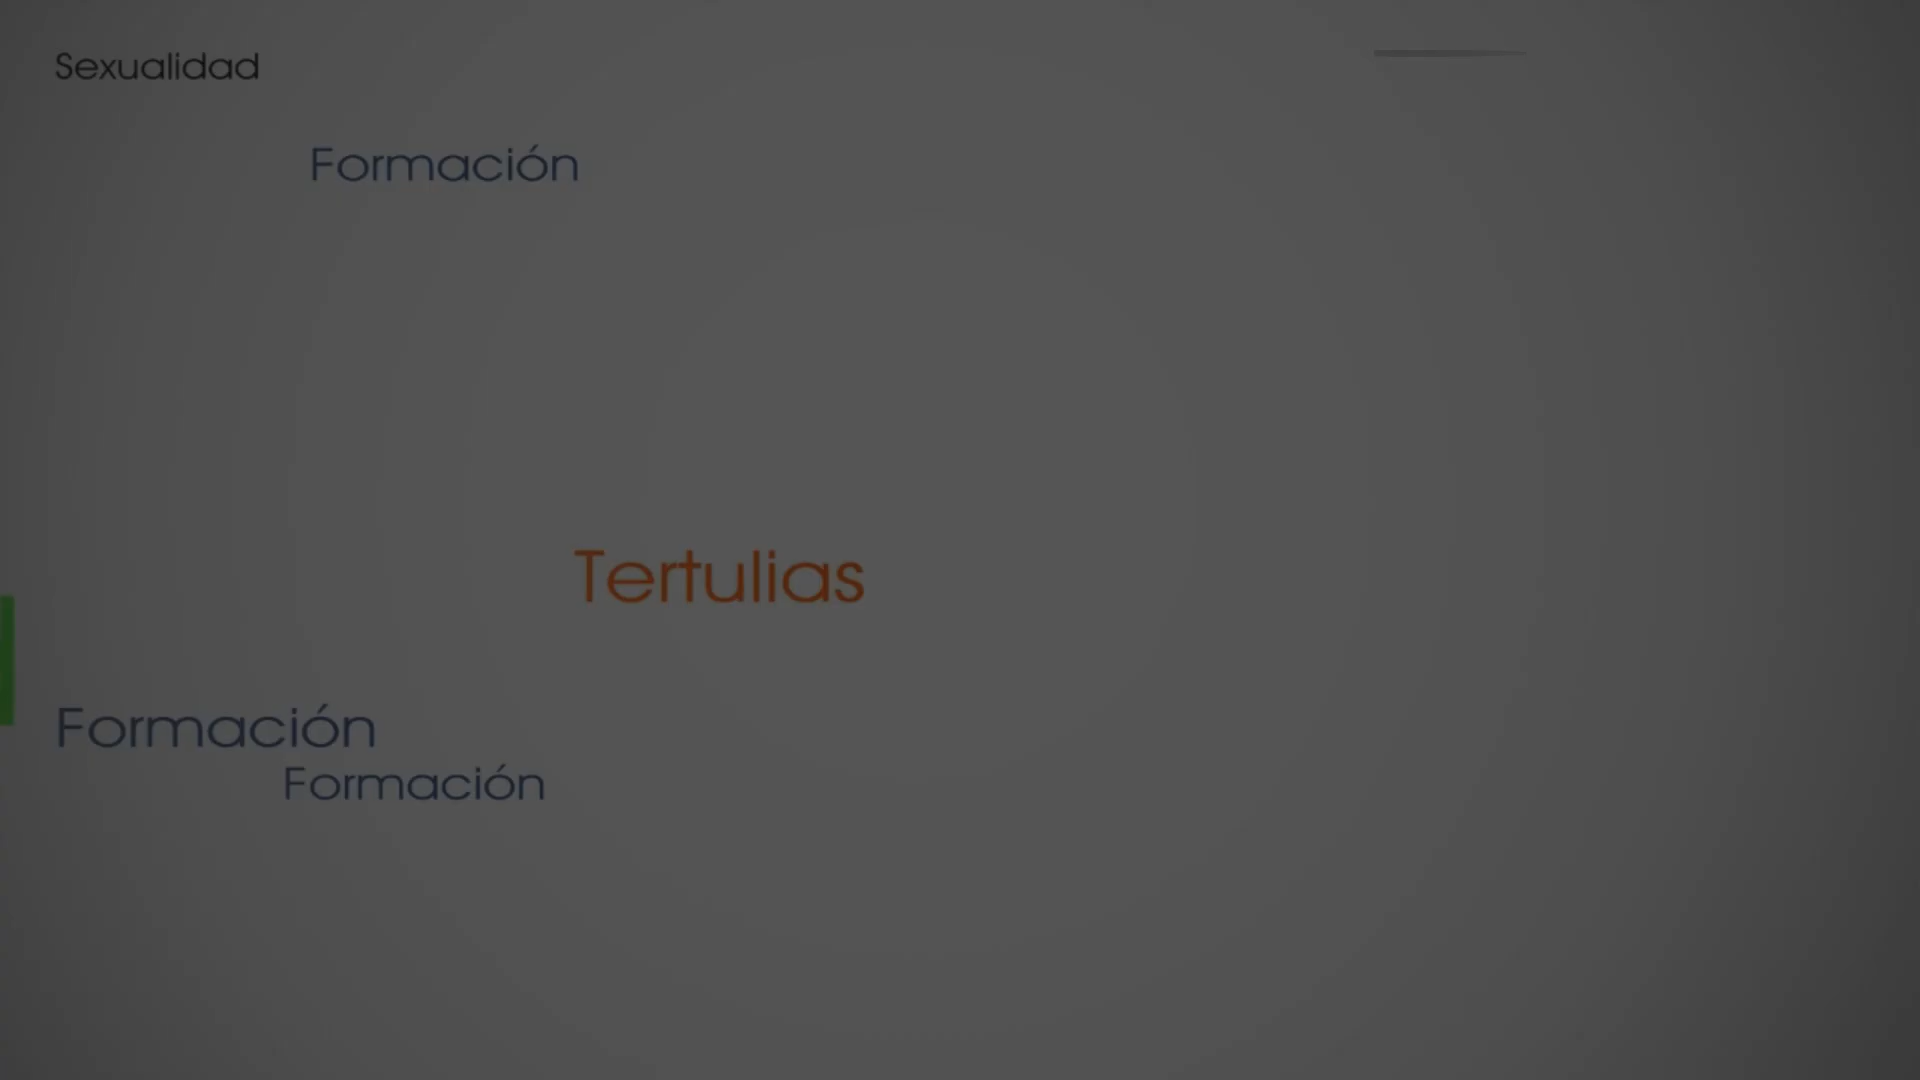 Sexualidad
Formación
Tertulias
Formación
Formación